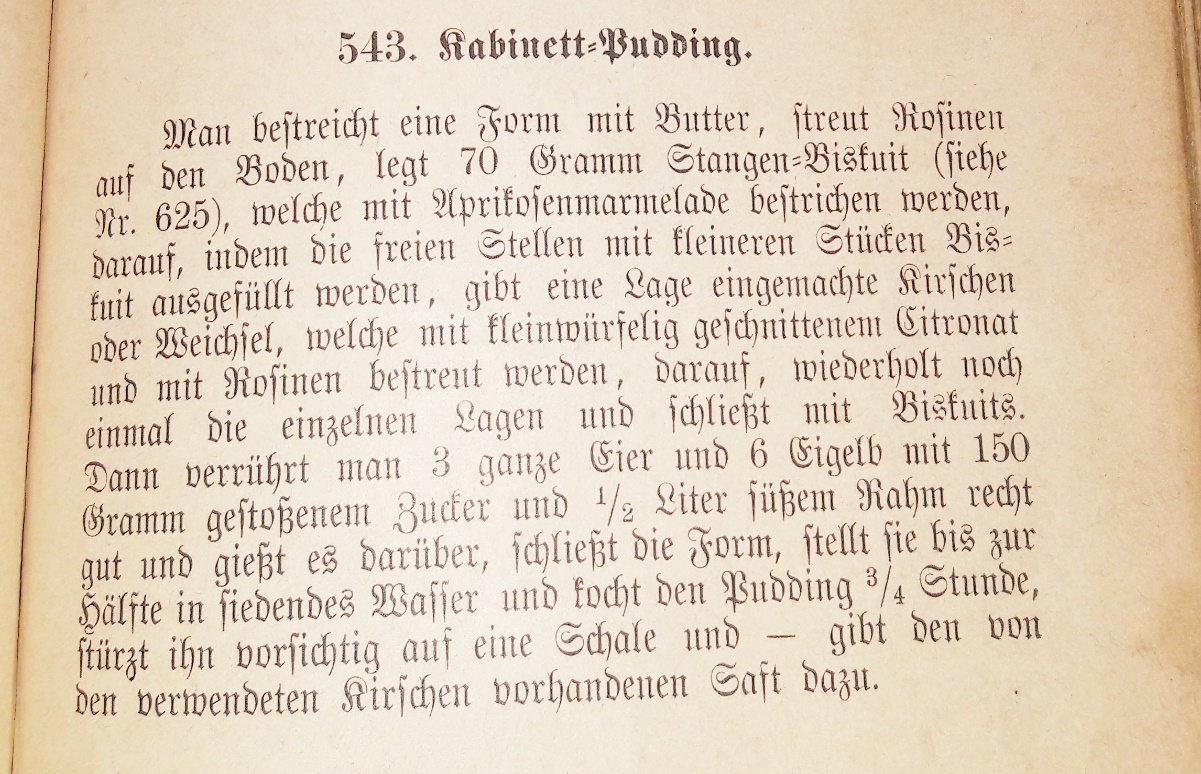 543. Kabinett-Pudding.
Man bestreicht eine Form mit Butter, streut Rosinen
auf den Boden, legt 70 Gramm Stangen-Biskuit (siehe
Nr. 625), welche mit Aprikosenmarmelade bestrichen werden,
darauf, indem die freien Stellen mit kleineren Stücken Bis-
kuit ausgefüllt werden, gibt eine Lage eingemachte Kirschen
oder Weichsel, welche mit kleinwürfelig geschnittenem Citronat
und mit Rosinen bestreut werden, darauf, wiederholt noch
einmal die einzelnen Lagen und schließt mit Biskuits.
Dann verrührt man 3 ganze Eier und 6 Eigelb mit 150
Gramm gestoßenem Zucker und 1/2 Liter süßem Rahm recht
gut und gießt es darüber, schließt die Form, stellt sie bis zur
Hälfte in siedendes Wasser und kocht den Pudding 3/4 Stunde,
stürzt ihn vorsichtig auf eine Schale und — gibt den von
den verwendeten Kirschen vorhandenen Saft dazu.